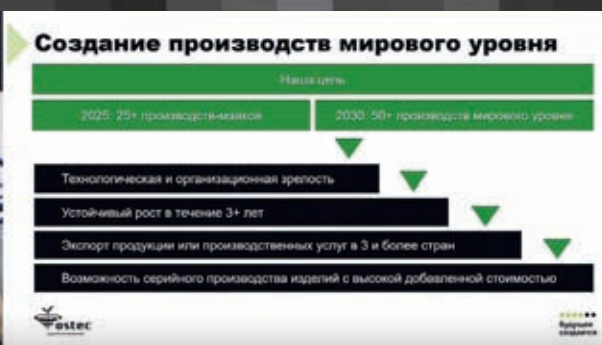 Создание производств мирового уровня
Наша цель
2025: 25+ производств-маяков
2030: 50+ производств мирового уровня
Технологическая и организационная зрелость
Устойчивый рост в течение 3+ лет
Экспорт продукции или производственных услуг в 3 и более стран
Возможность серийного производства изделий с высокой добавленной стоимостью
ostec
будущее
создается